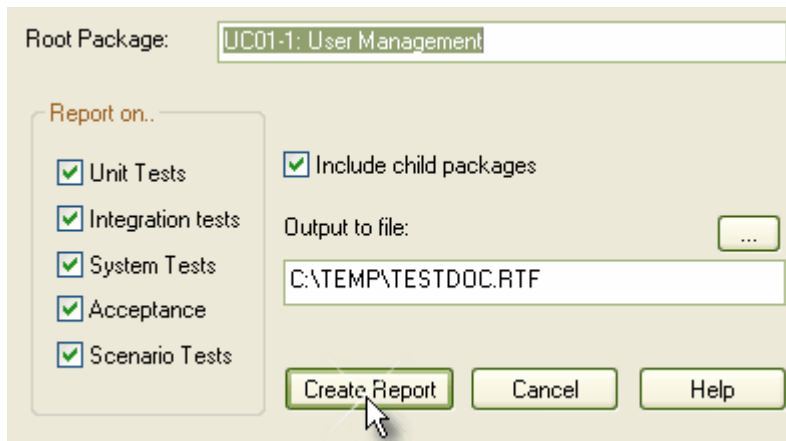 Root Package: UC01-1: User Management
Report on..
Unit Tests
Integration tests
System Tests
Acceptance
Scenario Tests
Include child packages
Output to file:
...
C:\TEMP\TESTDOC.RTF
Create Report Cancel Help